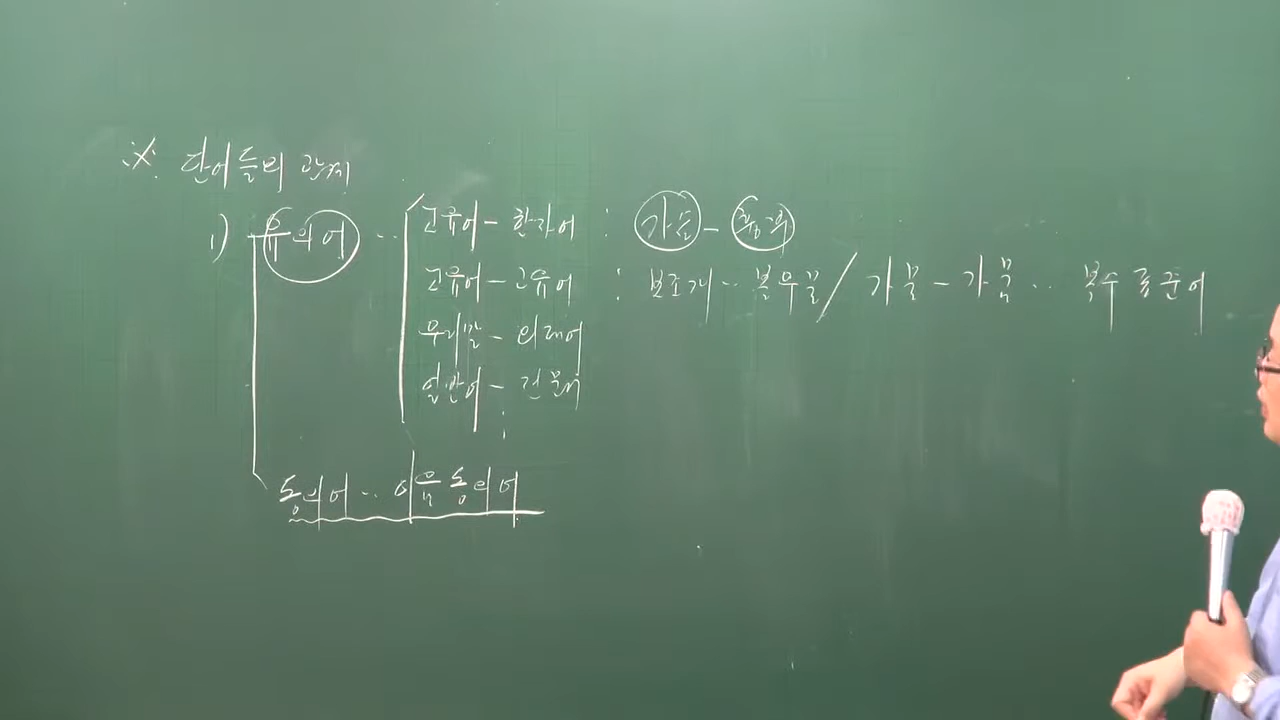 ※ 단어들의 관계
1) 유의어 ‥ 고유어 - 한자어 : 가슴 - 흉부
고유어 - 고유어 : 보조개 ‥ 볼우물 / 가물 - 가뭄 ‥ 복수표준어
우리말 - 외래어
일반어 - 전문어
동의어 ‥ 이음동의어